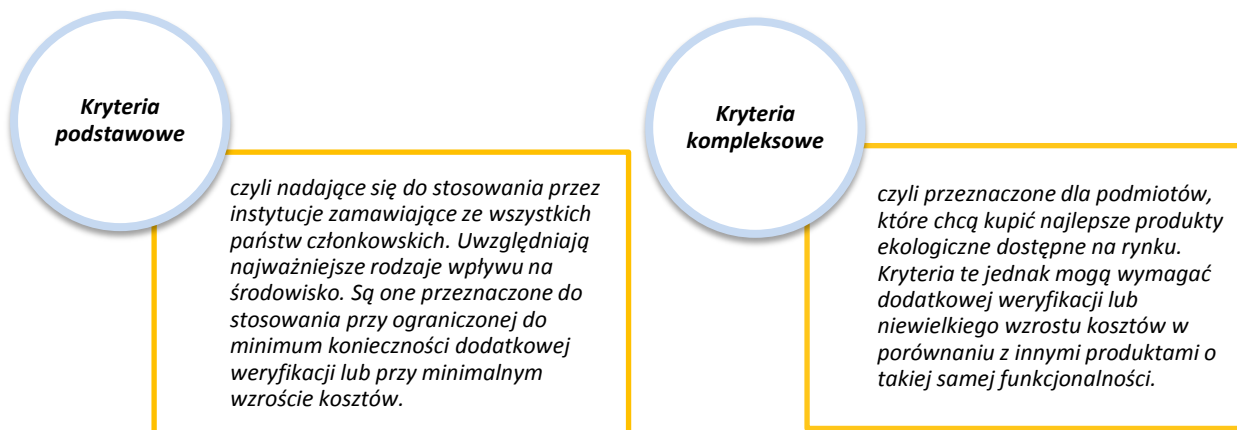 Kryteria
podstawowe
czyli nadające się do stosowania przez
instytucje zamawiające ze wszystkich
państw członkowskich. Uwzględniają
najważniejsze rodzaje wpływu na
środowisko. Są one przeznaczone do
stosowania przy ograniczonej do
minimum konieczności dodatkowej
weryfikacji lub przy minimalnym
wzroście kosztów.
Kryteria
kompleksowe
czyli przeznaczone dla podmiotów,
które chcą kupić najlepsze produkty
ekologiczne dostępne na rynku.
Kryteria te jednak mogą wymagać
dodatkowej weryfikacji lub
niewielkiego wzrostu kosztów w
porównaniu z innymi produktami o
takiej samej funkcjonalności.